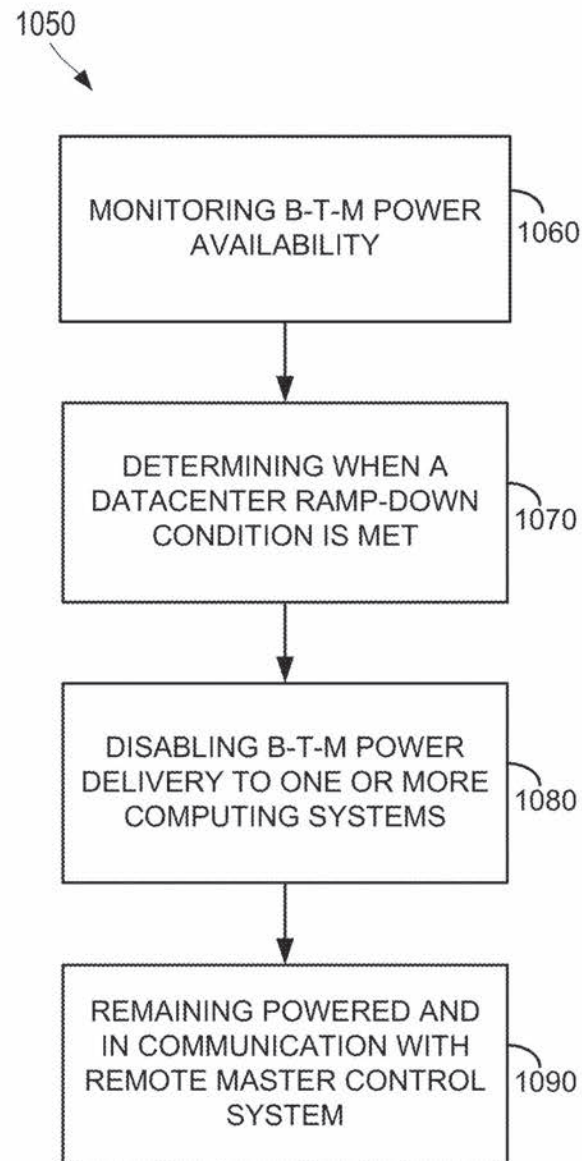 1050
MONITORING B-T-M POWER
AVAILABILITY
1060
DETERMINING WHEN A
DATACENTER RAMP-DOWN
CONDITION IS MET
1070
DISABLING B-T-M POWER
DELIVERY TO ONE OR MORE
COMPUTING SYSTEMS
1080
REMAINING POWERED AND
IN COMMUNICATION WITH
REMOTE MASTER CONTROL
SYSTEM
1090